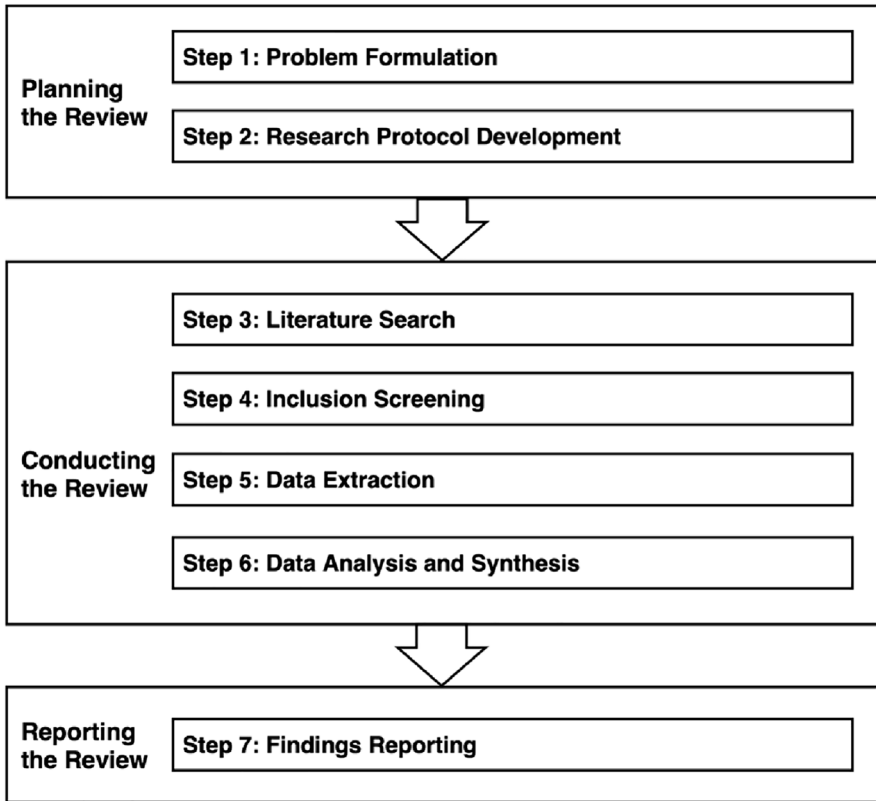 Planning
the Review
Step 1: Problem Formulation
Step 2: Research Protocol Development
Conducting
the Review
Step 3: Literature Search
Step 4: Inclusion Screening
Step 5: Data Extraction
Step 6: Data Analysis and Synthesis
Reporting
the Review
Step 7: Findings Reporting